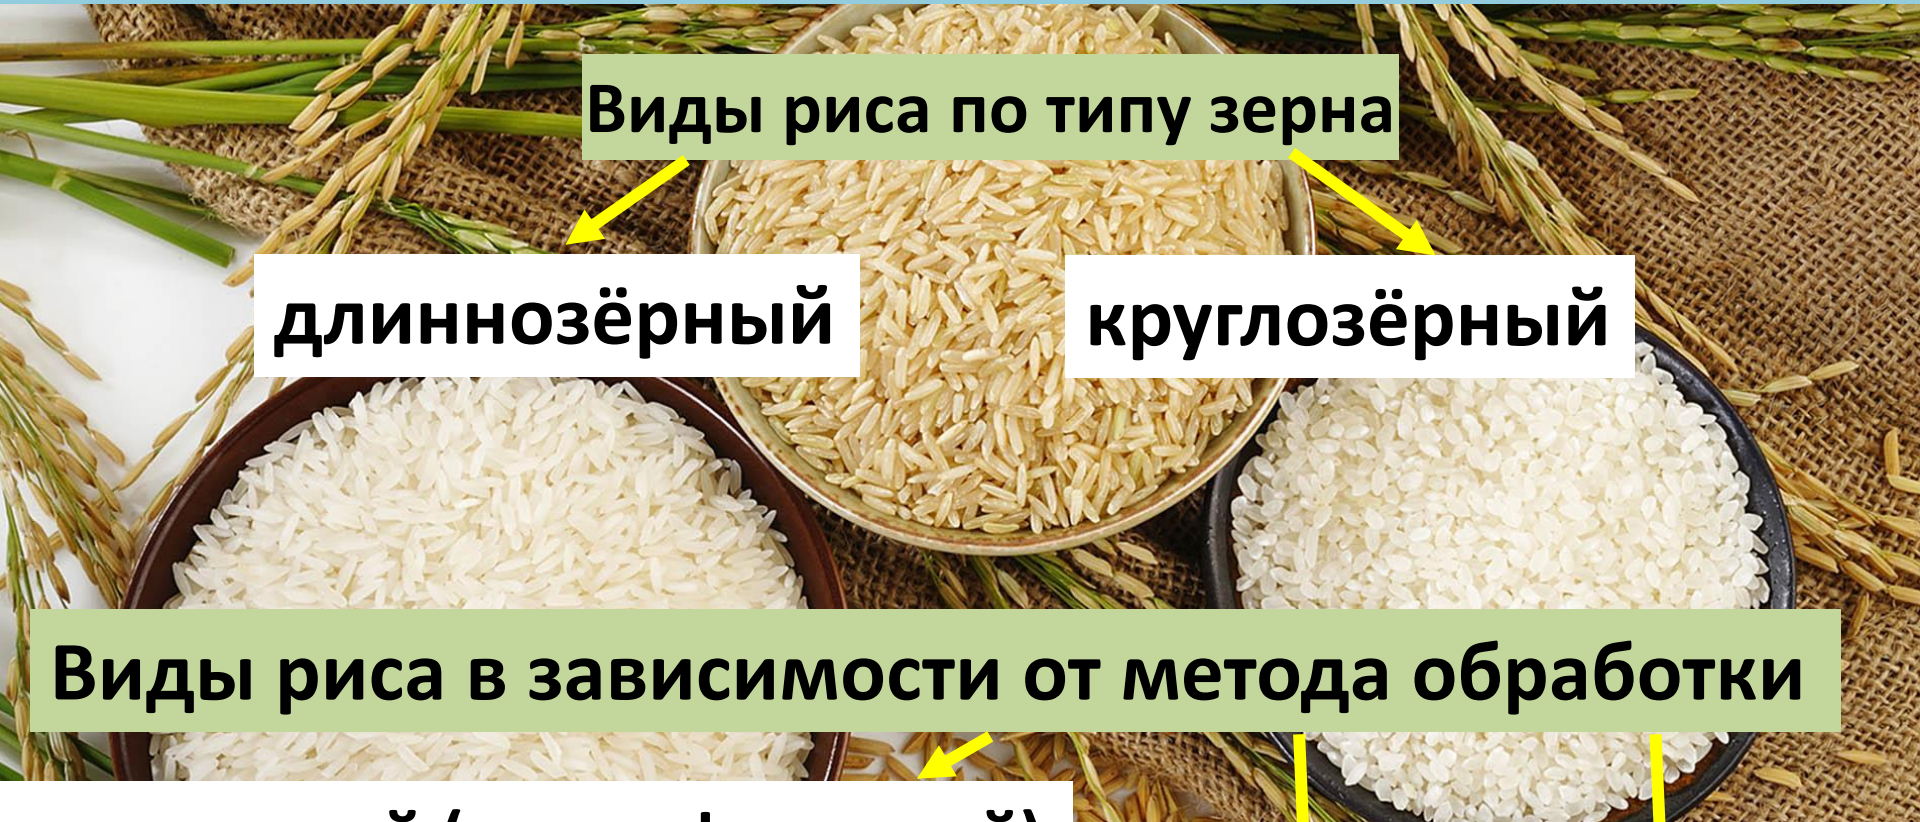 Виды риса по типу зерна
длиннозёрный
круглозёрный
Виды риса в зависимости от метода обработки